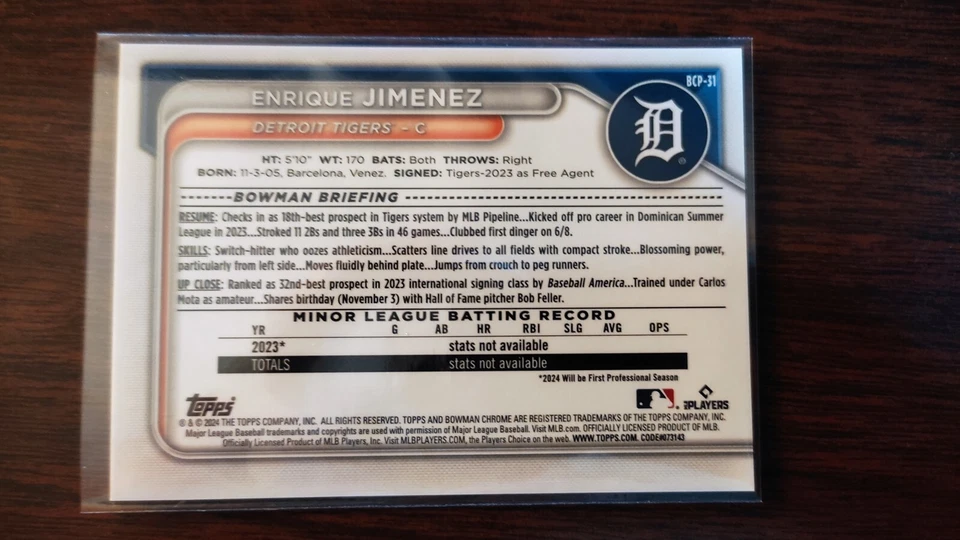 BCP-31
ENRIQUE JIMENEZ
DETROIT TIGERS® - C
D
®
HT: 5'10" WT: 170 BATS: Both THROWS: Right
BORN: 11-3-05, Barcelona, Venez. SIGNED: Tigers-2023 as Free Agent
BOWMAN BRIEFING
RESUME: Checks in as 18th-best prospect in Tigers system by MLB Pipeline...Kicked off pro career in Dominican Summer
League in 2023...Stroked 11 2Bs and three 3Bs in 46 games...Clubbed first dinger on 6/8.
SKILLS: Switch-hitter who oozes athleticism...Scatters line drives to all fields with compact stroke...Blossoming power,
particularly from left side...Moves fluidly behind plate...Jumps from crouch to peg runners.
UP CLOSE: Ranked as 32nd-best prospect in 2023 international signing class by Baseball America...Trained under Carlos
Mota as amateur...Shares birthday (November 3) with Hall of Fame pitcher Bob Feller.
MINOR LEAGUE BATTING RECORD
YR G AB HR RBI SLG AVG OPS
2023* stats not available
TOTALS stats not available
*2024 Will be First Professional Season
Topps®
MLB PLAYERS
® & © 2024 THE TOPPS COMPANY, INC. ALL RIGHTS RESERVED. TOPPS AND BOWMAN CHROME ARE REGISTERED TRADEMARKS OF THE TOPPS COMPANY, INC.
Major League Baseball trademarks and copyrights are used with permission of Major League Baseball. Visit MLB.com. OFFICIALLY LICENSED PRODUCT OF MLB.
Officially Licensed Product of MLB Players, Inc. Visit MLBPLAYERS.COM, the Players Choice on the web. WWW.TOPPS.COM. CODE#073143